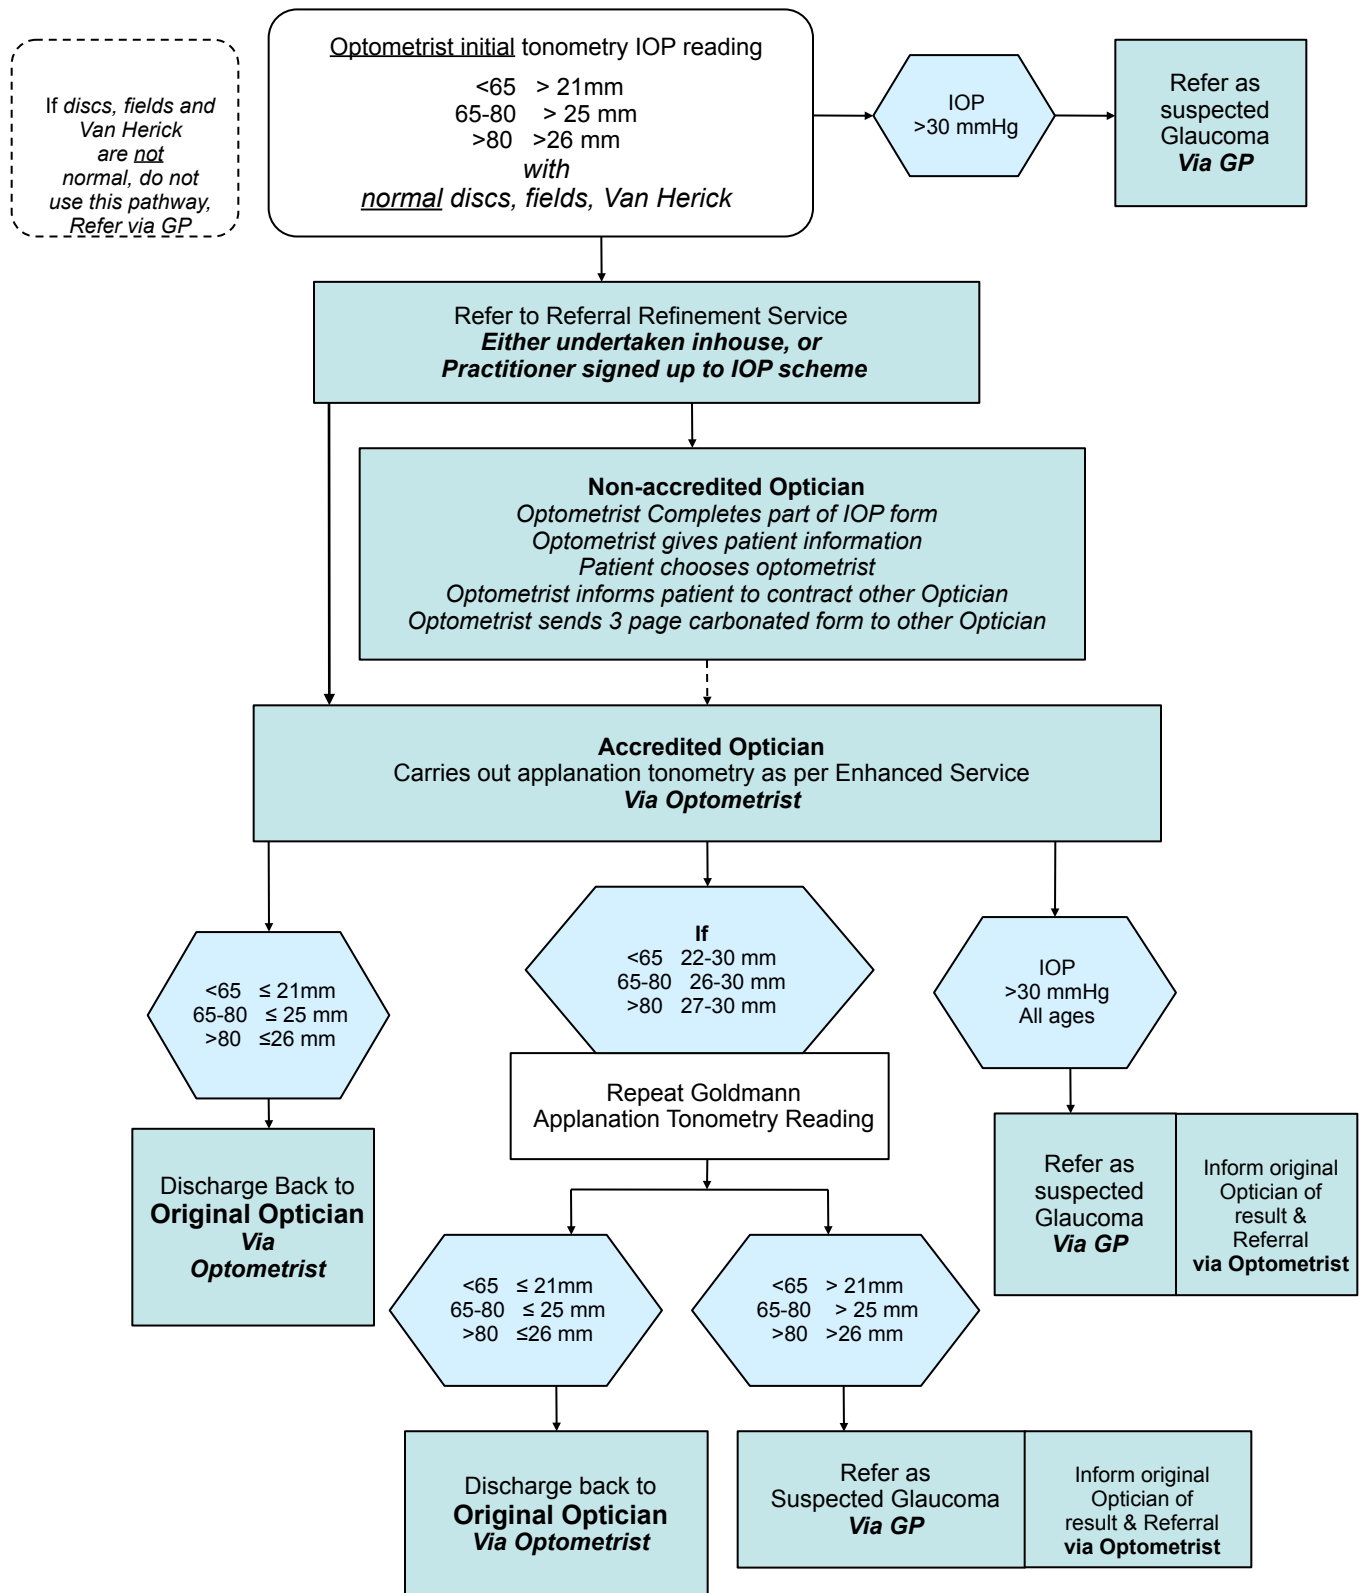 If discs, fields and
Van Herick
are not
normal, do not
use this pathway,
Refer via GP
Optometrist initial tonometry IOP reading
<65 > 21mm
65-80 > 25 mm
>80 >26 mm
with
normal discs, fields, Van Herick
IOP
>30 mmHg
Refer as
suspected
Glaucoma
Via GP
Refer to Referral Refinement Service
Either undertaken inhouse, or
Practitioner signed up to IOP scheme
Non-accredited Optician
Optometrist Completes part of IOP form
Optometrist gives patient information
Patient chooses optometrist
Optometrist informs patient to contract other Optician
Optometrist sends 3 page carbonated form to other Optician
Accredited Optician
Carries out applanation tonometry as per Enhanced Service
Via Optometrist
<65 ≤ 21mm
65-80 ≤ 25 mm
>80 ≤26 mm
If
<65 22-30 mm
65-80 26-30 mm
>80 27-30 mm
IOP
>30 mmHg
All ages
Repeat Goldmann
Applanation Tonometry Reading
Discharge Back to
Original Optician
Via
Optometrist
Refer as
suspected
Glaucoma
Via GP
Inform original
Optician of
result &
Referral
via Optometrist
<65 ≤ 21mm
65-80 ≤ 25 mm
>80 ≤26 mm
<65 > 21mm
65-80 > 25 mm
>80 >26 mm
Discharge back to
Original Optician
Via Optometrist
Refer as
Suspected Glaucoma
Via GP
Inform original
Optician of
result & Referral
via Optometrist